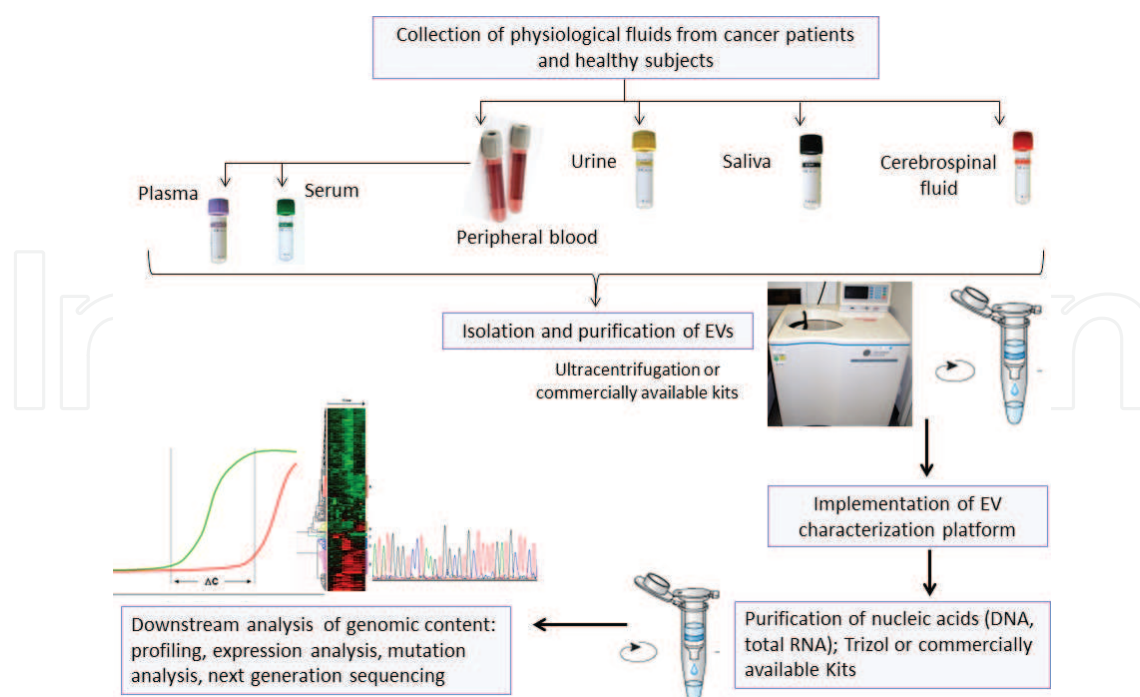 Collection of physiological fluids from cancer patients
and healthy subjects
Urine
Saliva
Cerebrospinal
fluid
Plasma
Serum
Peripheral blood
Isolation and purification of EVs
Ultracentrifugation or
commercially available kits
Implementation of EV
characterization platform
ΔC
Purification of nucleic acids (DNA,
total RNA); Trizol or commercially
available Kits
Downstream analysis of genomic content:
profiling, expression analysis, mutation
analysis, next generation sequencing